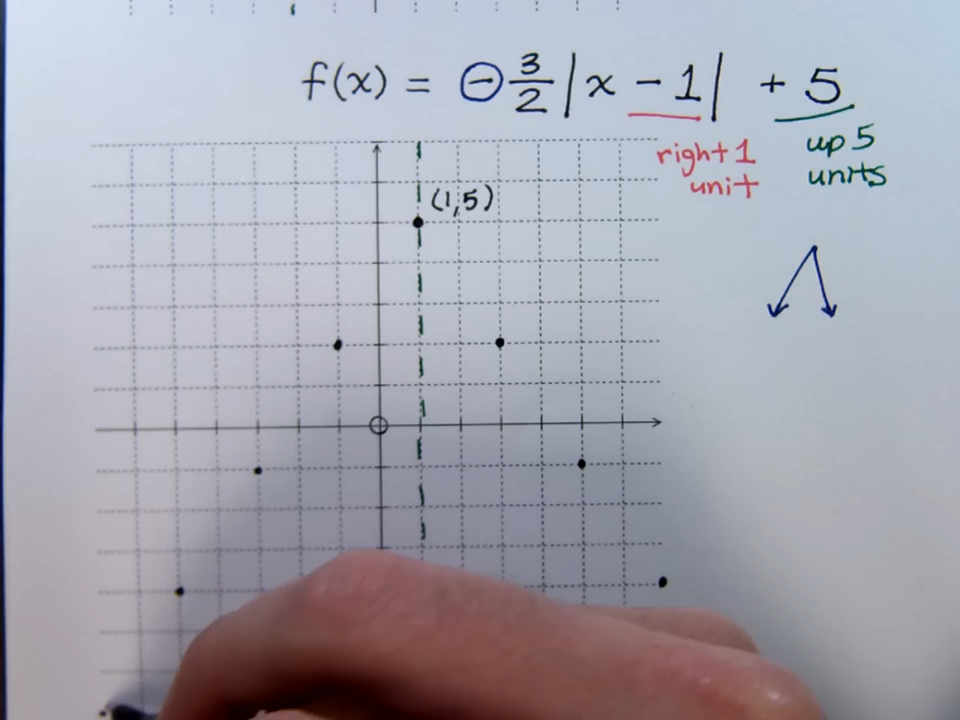 f(x) = -3/2|x - 1| + 5
right 1
unit
up 5
units
(1,5)